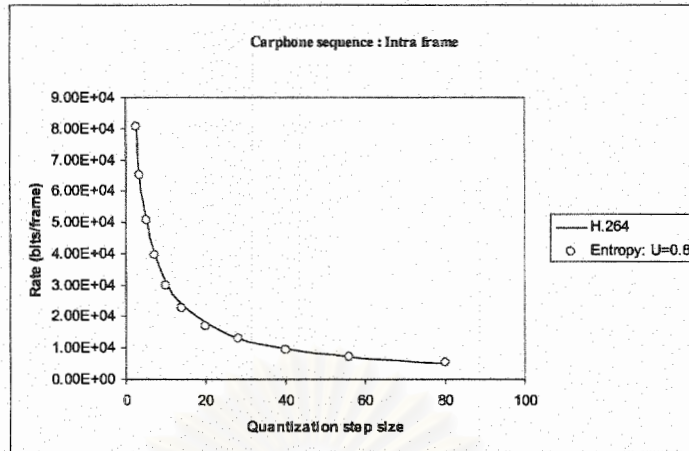 Carphone sequence : Intra frame
Rate (bits/frame)
9.00E+04
8.00E+04
7.00E+04
6.00E+04
5.00E+04
4.00E+04
3.00E+04
2.00E+04
1.00E+04
0.00E+00
0 20 40 60 80 100
Quantization step size
H.264
Entropy: U=0.8